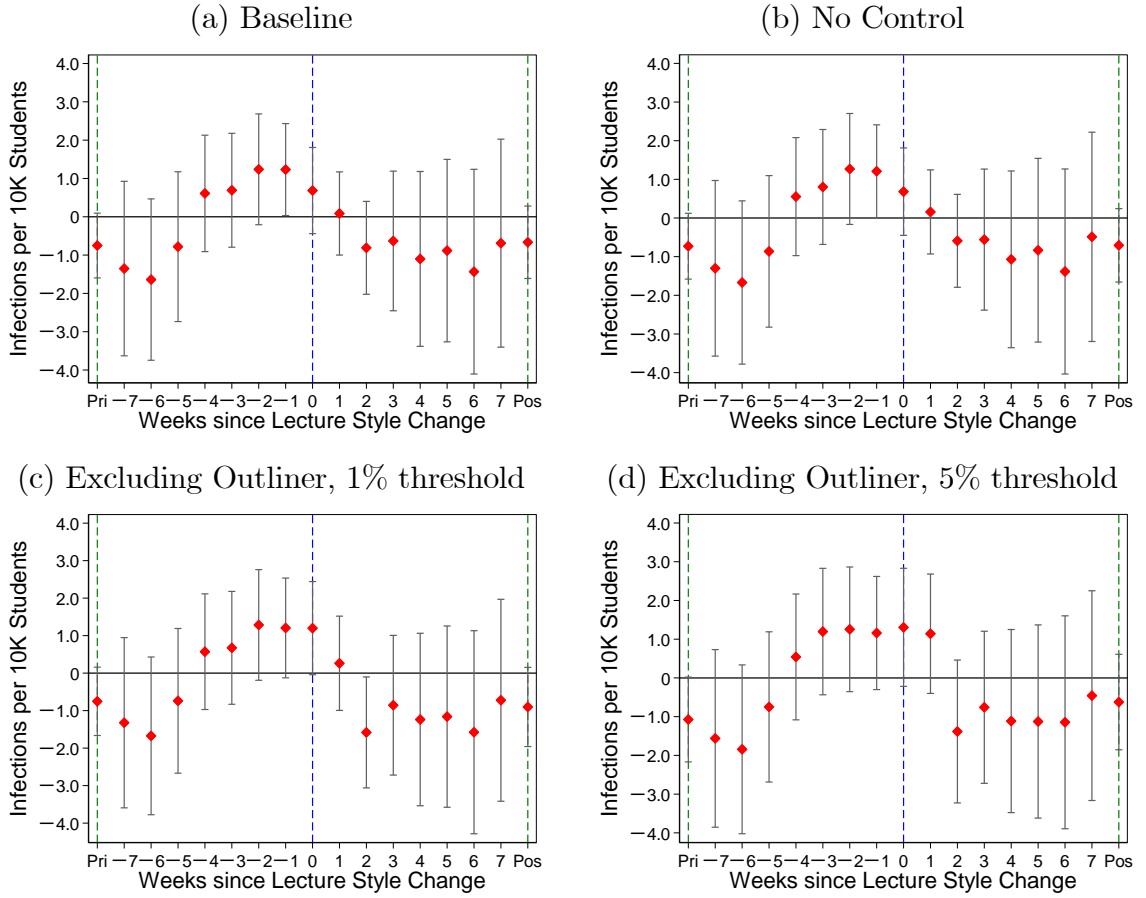 (a) Baseline
4.0
3.0
2.0
1.0
0
−1.0
−2.0
−3.0
−4.0
Infections per 10K Students
Pri −7 −6 −5 −4 −3 −2 −1 0 1 2 3 4 5 6 7 Pos
Weeks since Lecture Style Change
(b) No Control
4.0
3.0
2.0
1.0
0
−1.0
−2.0
−3.0
−4.0
Infections per 10K Students
Pri −7 −6 −5 −4 −3 −2 −1 0 1 2 3 4 5 6 7 Pos
Weeks since Lecture Style Change
(c) Excluding Outliner, 1% threshold
4.0
3.0
2.0
1.0
0
−1.0
−2.0
−3.0
−4.0
Infections per 10K Students
Pri −7 −6 −5 −4 −3 −2 −1 0 1 2 3 4 5 6 7 Pos
Weeks since Lecture Style Change
(d) Excluding Outliner, 5% threshold
4.0
3.0
2.0
1.0
0
−1.0
−2.0
−3.0
−4.0
Infections per 10K Students
Pri −7 −6 −5 −4 −3 −2 −1 0 1 2 3 4 5 6 7 Pos
Weeks since Lecture Style Change